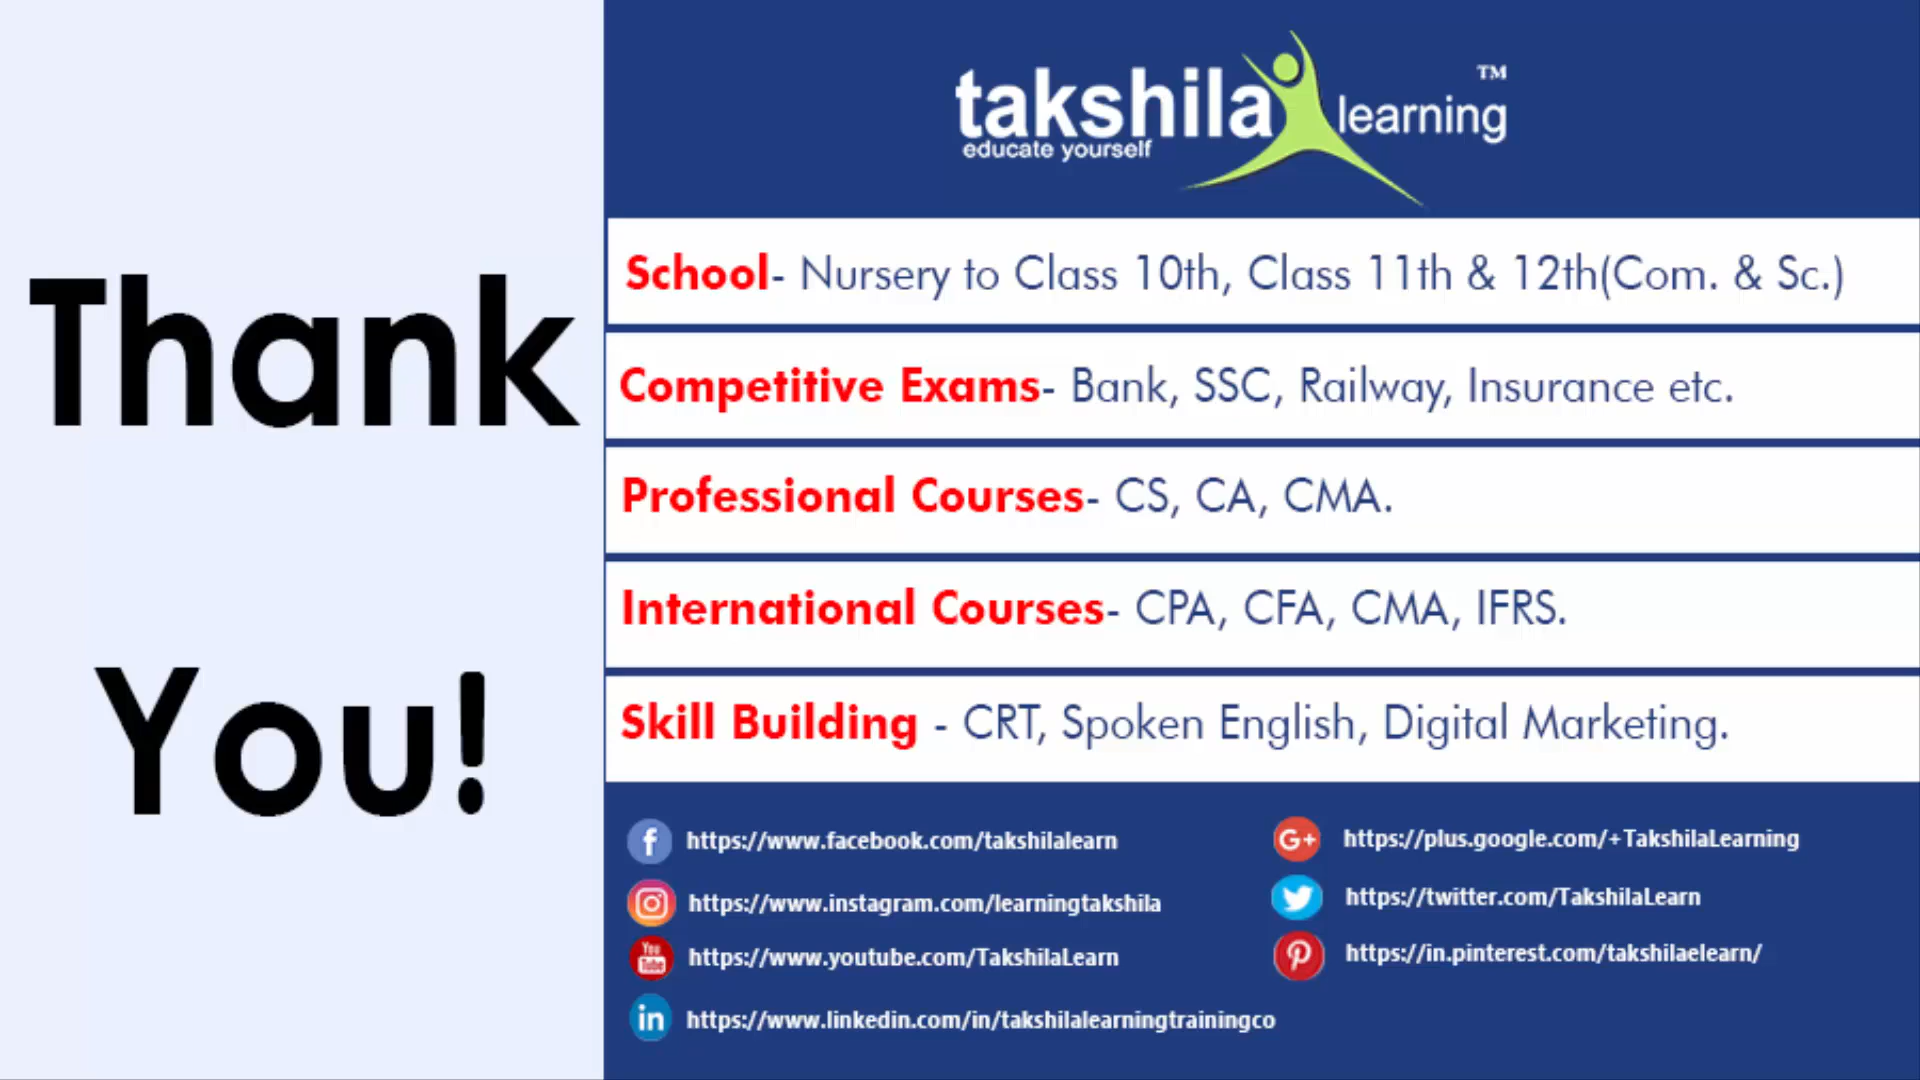 Thank
You!
takshila learning TM
educate yourself
School- Nursery to Class 10th, Class 11th & 12th(Com. & Sc.)
Competitive Exams- Bank, SSC, Railway, Insurance etc.
Professional Courses- CS, CA, CMA.
International Courses- CPA, CFA, CMA, IFRS.
Skill Building - CRT, Spoken English, Digital Marketing.
f https://www.facebook.com/takshilalearn
https://www.instagram.com/learningtakshila
You Tube https://www.youtube.com/TakshilaLearn
in https://www.linkedin.com/in/takshilalearningtrainingco
G+ https://plus.google.com/+TakshilaLearning
https://twitter.com/TakshilaLearn
https://in.pinterest.com/takshilaelearn/